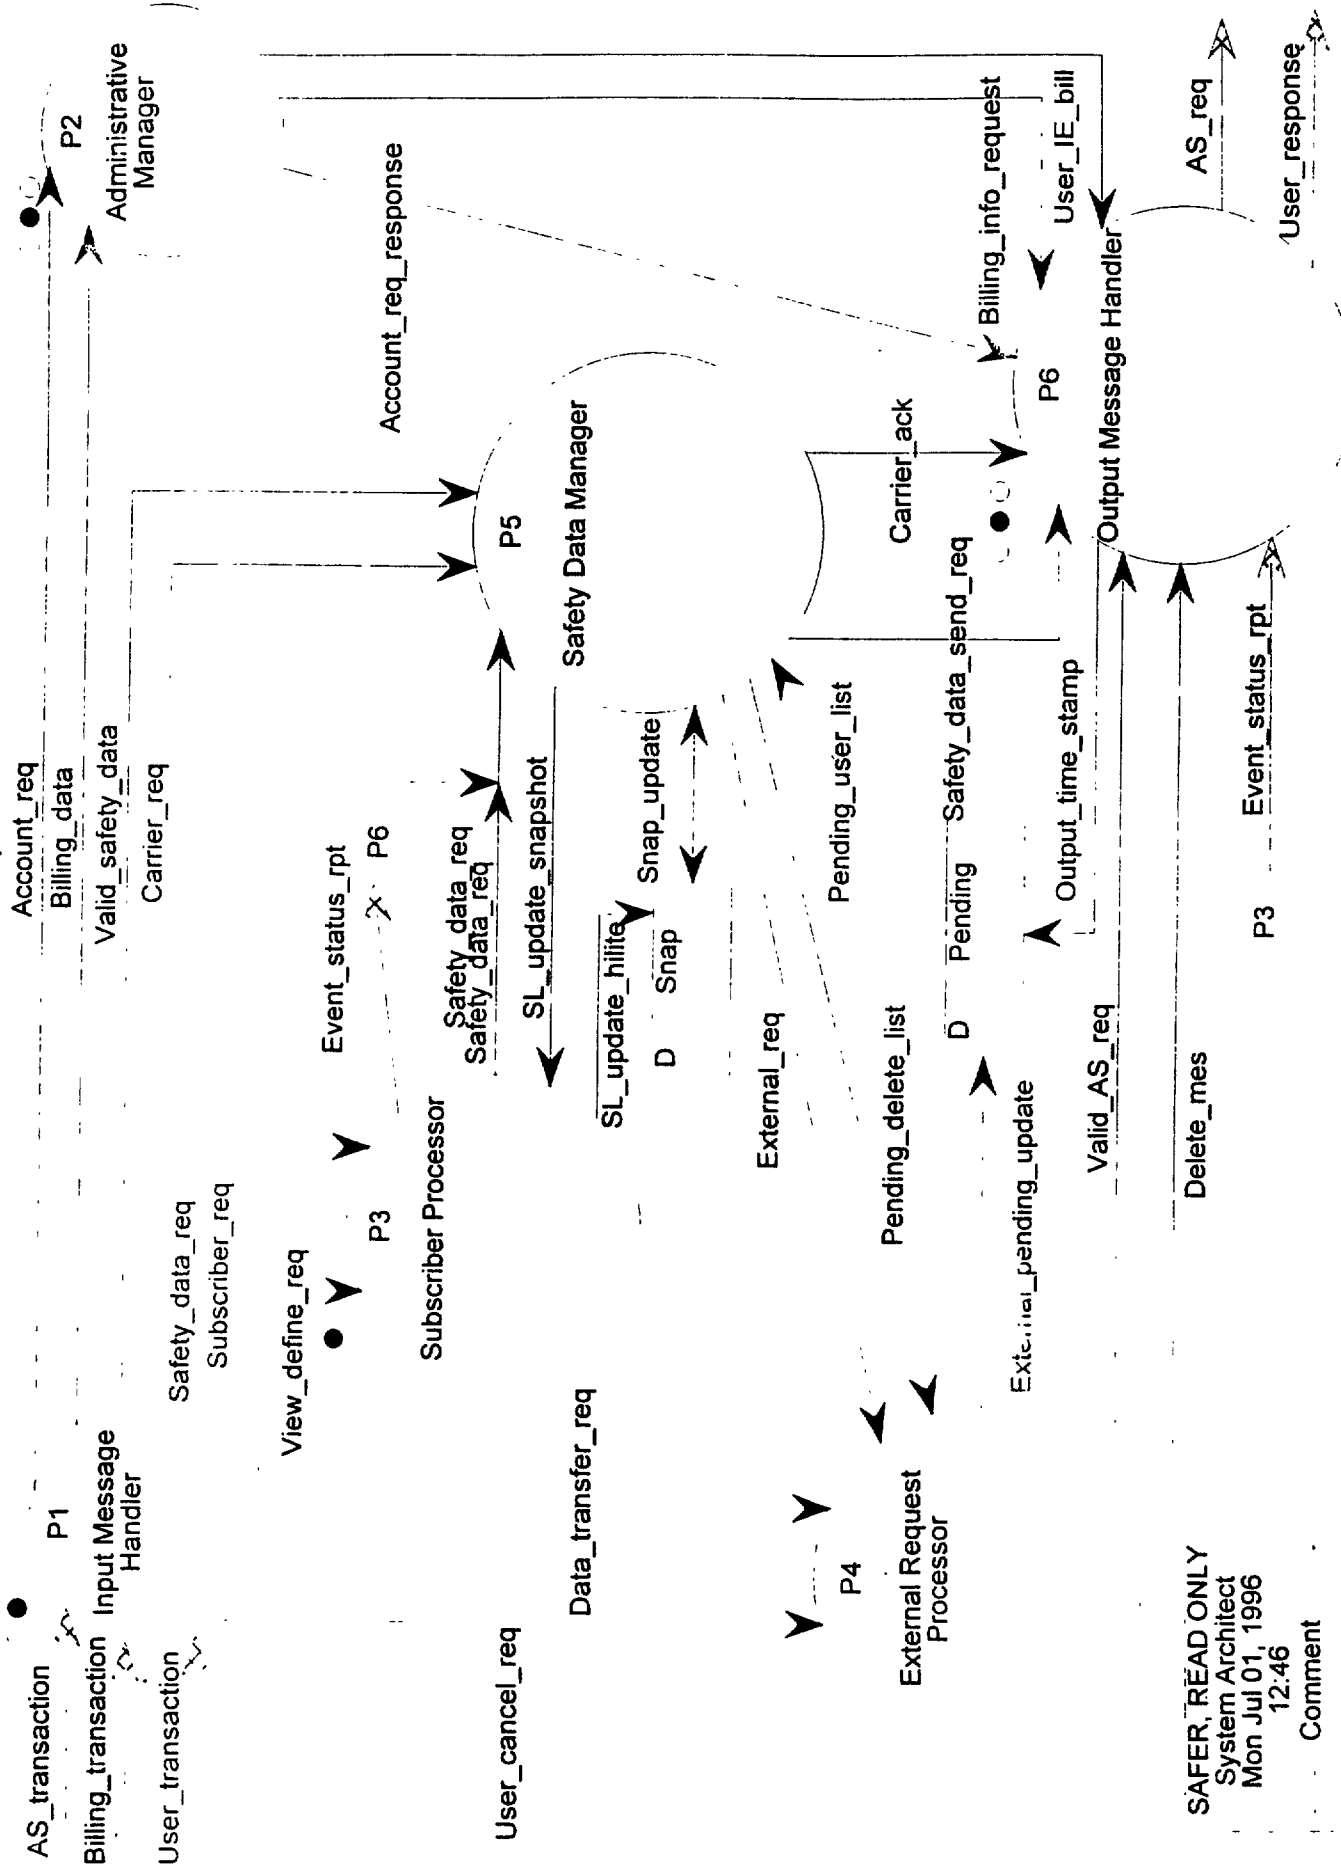 AS_transaction
Billing_transaction
User_transaction
P1
Input Message
Handler
Account_req
Billing_data
Valid_safety_data
Carrier_req
P2
Administrative
Manager
Safety_data_req
Subscriber_req
View_define_req
Event_status_rpt
P6
P3
Subscriber Processor
Account_req_response
Safety_data_req
Safety_data_req
SL_update_snapshot
P5
Safety Data Manager
User_cancel_req
Data_transfer_req
SL_update_hilite
Snap_update
D
Snap
External_req
Pending_user_list
Carrier_ack
Pending_delete_list
P4
External Request
Processor
D
Pending
Safety_data_send_req
Billing_info_request
User_IE_bill
External_pending_update
Output_time_stamp
P6
Output Message Handler
Valid_AS_req
Delete_mes
AS_req
P3
Event_status_rpt
User_response
SAFER, READ ONLY
System Architect
Mon Jul 01, 1996
12:46
Comment